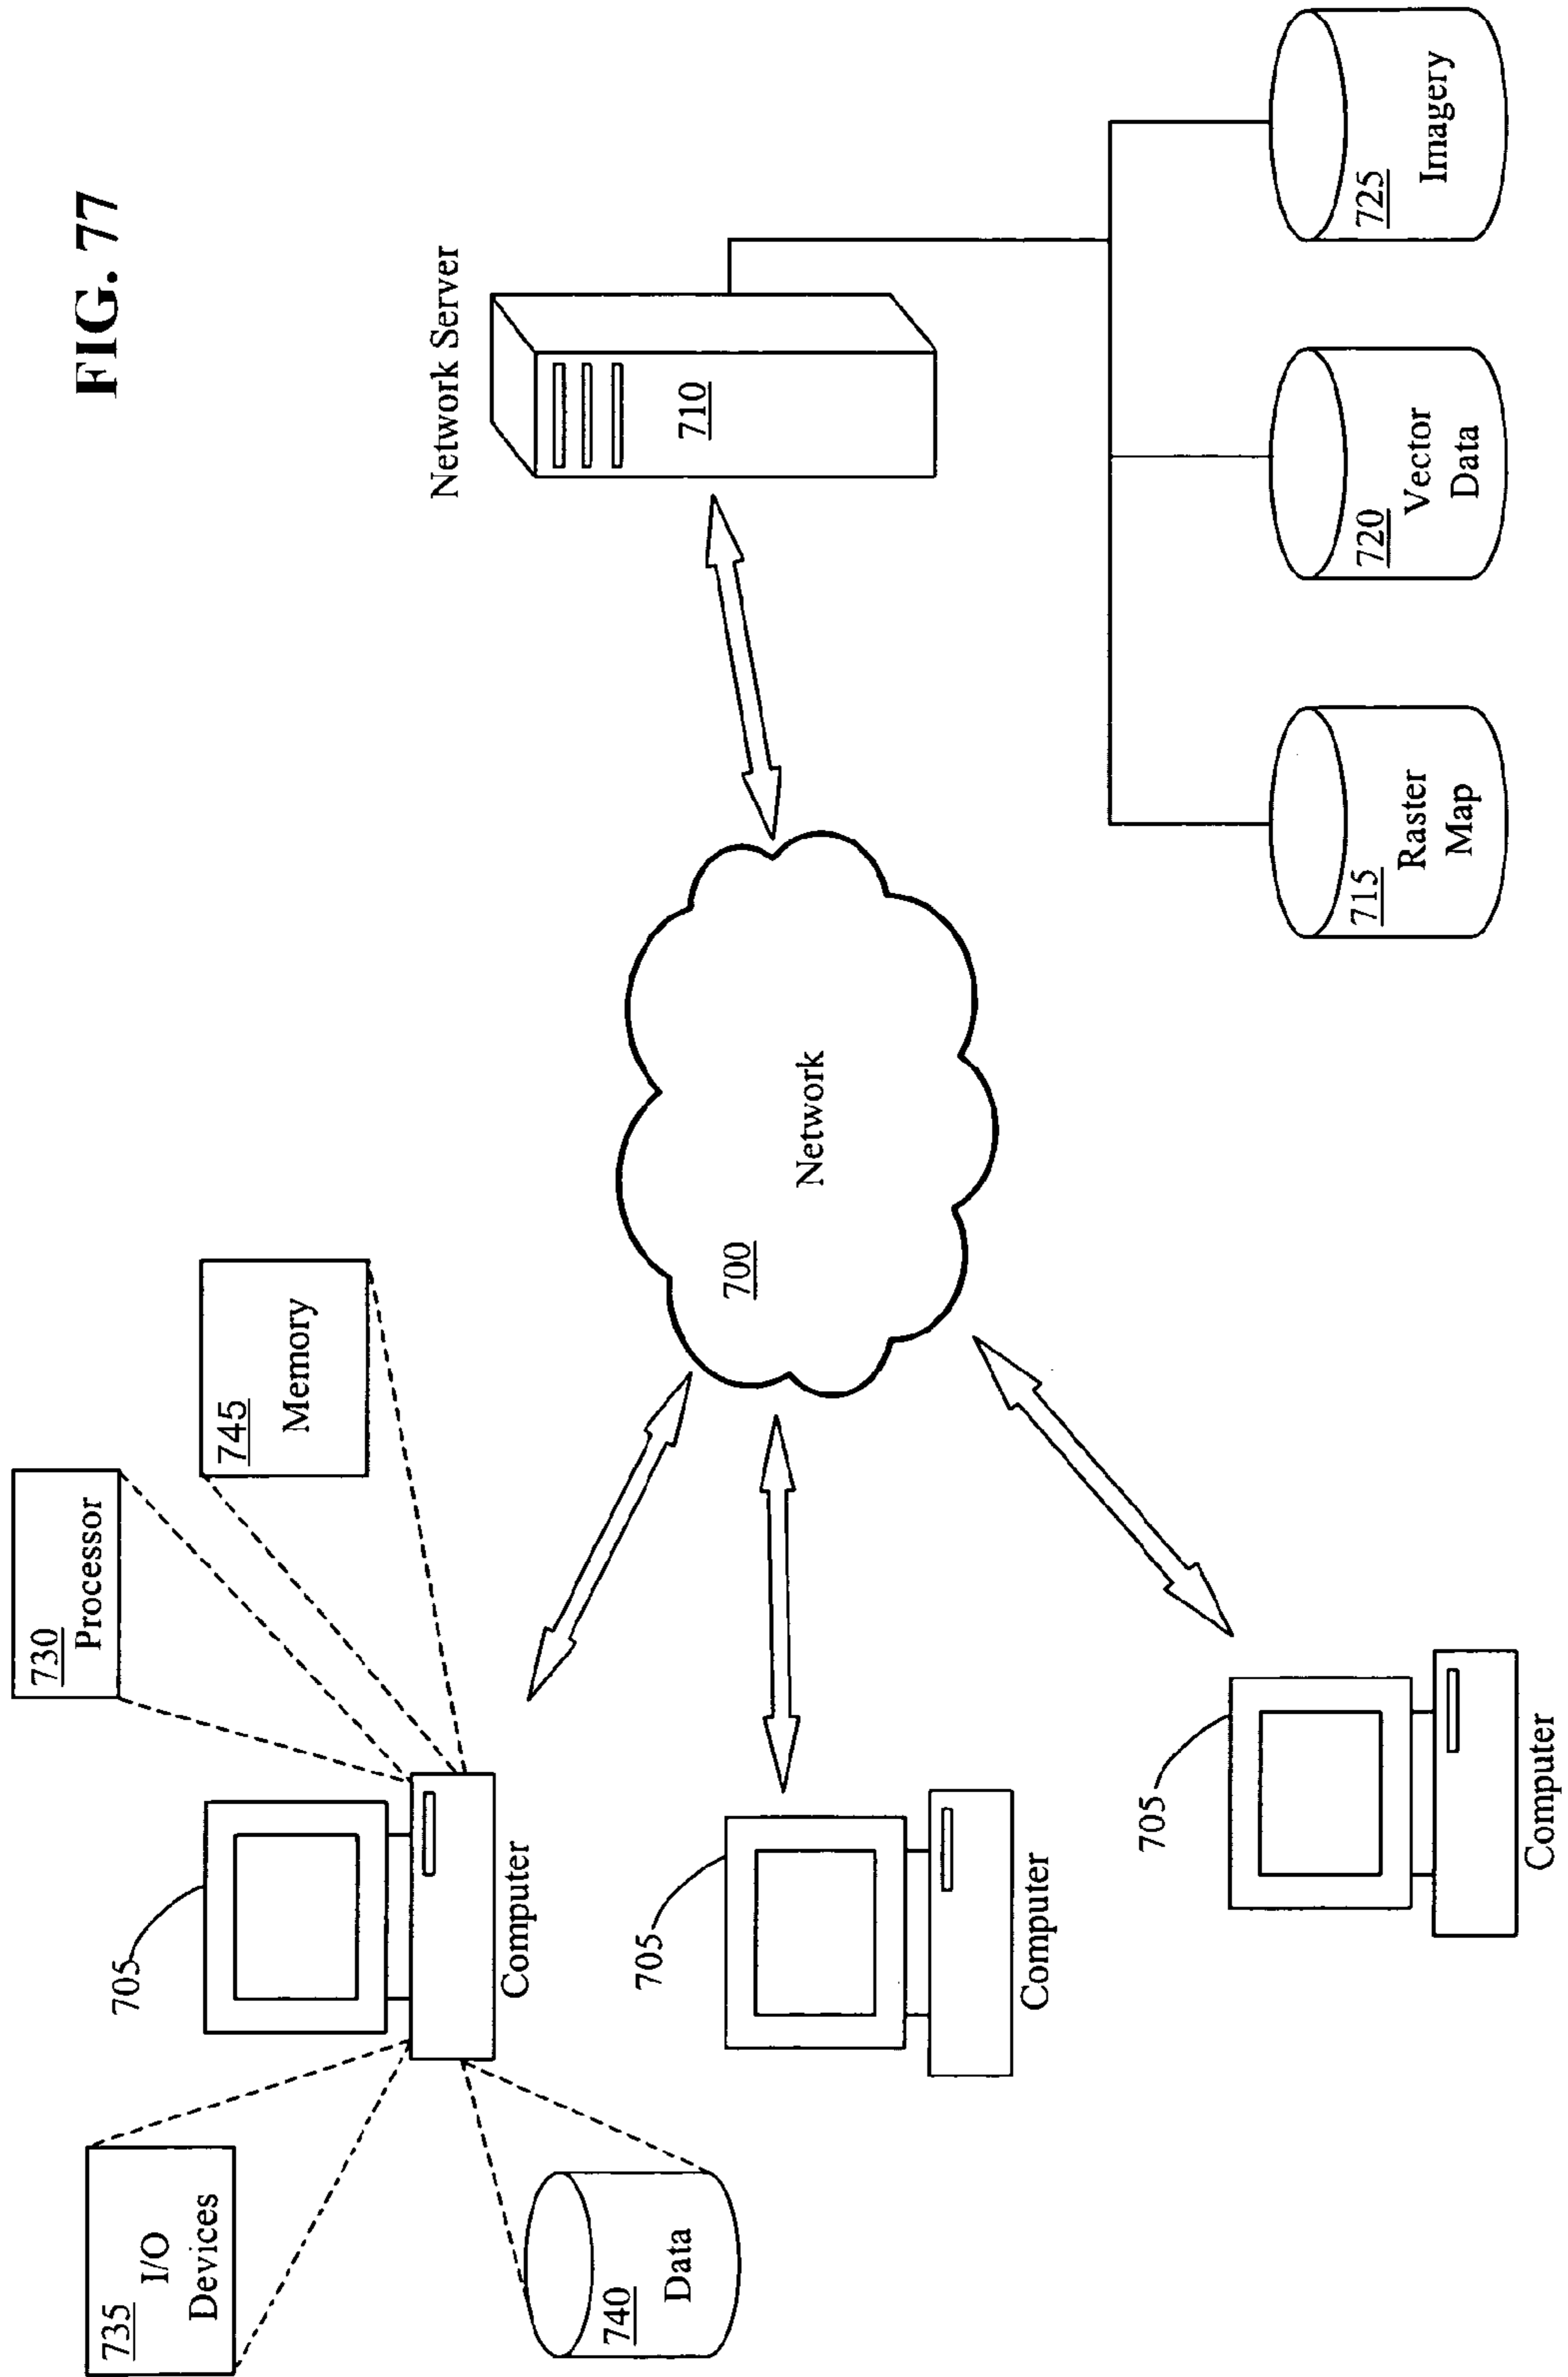 FIG. 77
730
Processor
745
Memory
735
I/O
Devices
705
Computer
740
Data
Network Server
710
700
Network
705
Computer
705
Computer
715
Raster
Map
720
Vector
Data
725
Imagery